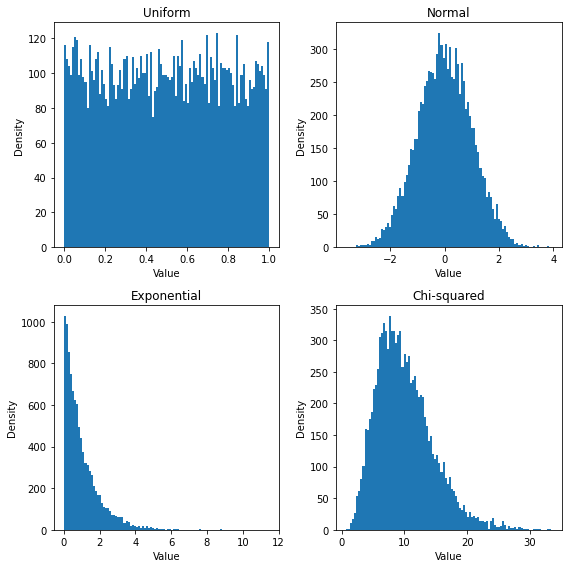 Uniform
Density
120
100
80
60
40
20
0
0.0 0.2 0.4 0.6 0.8 1.0
Value
Normal
Density
300
250
200
150
100
50
0
−2 0 2 4
Value
Exponential
Density
1000
800
600
400
200
0
0 2 4 6 8 10 12
Value
Chi-squared
Density
350
300
250
200
150
100
50
0
0 10 20 30
Value